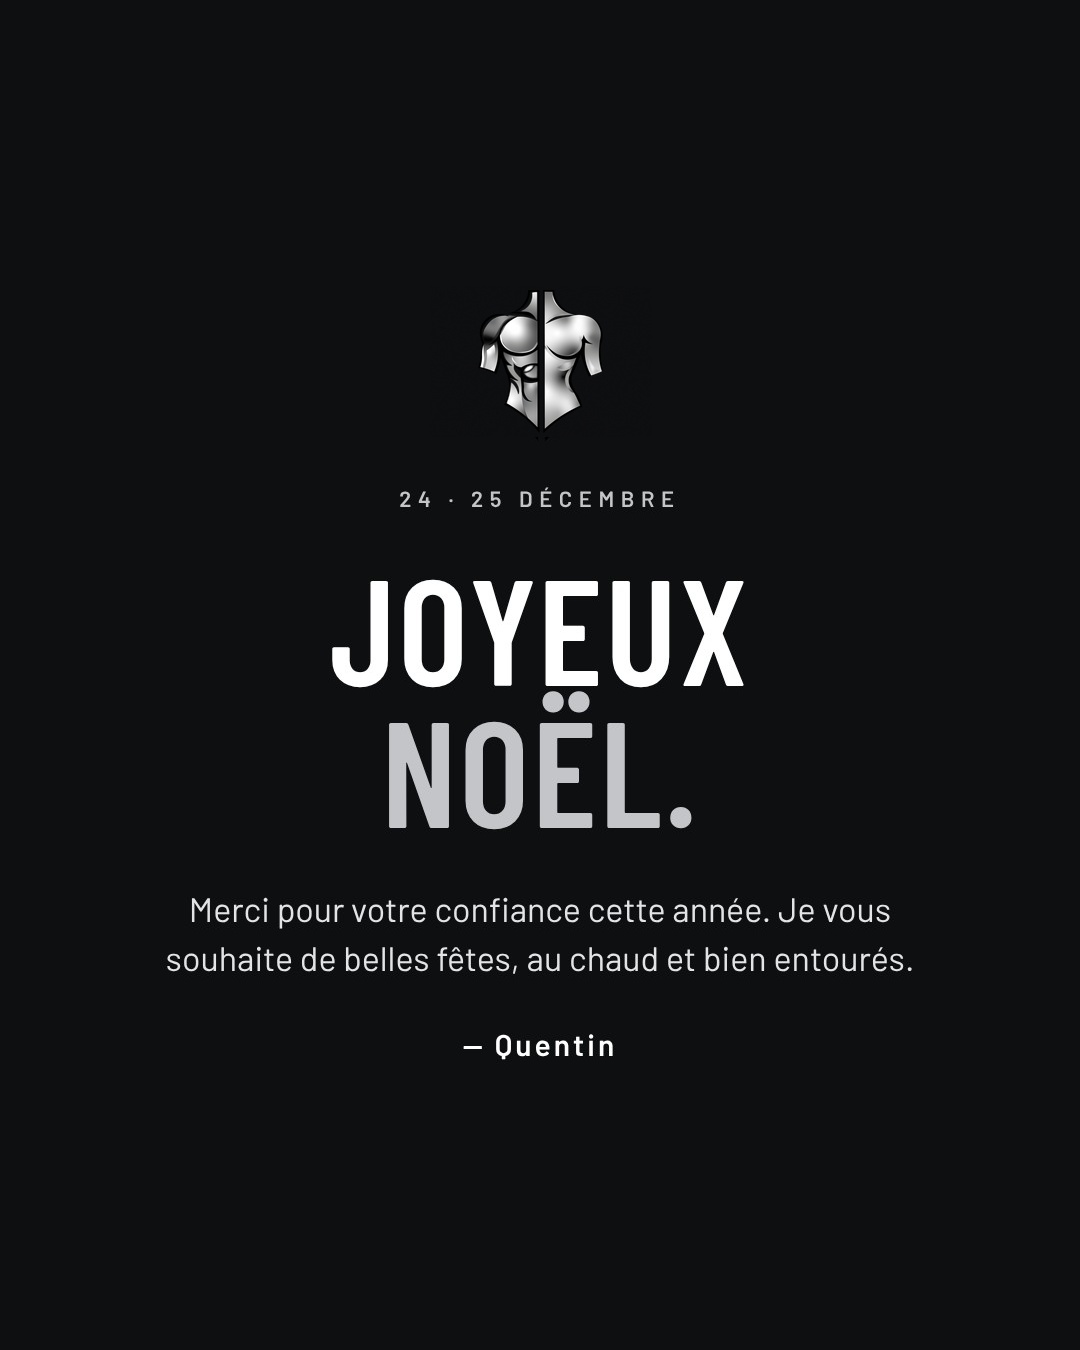 24 · 25 DÉCEMBRE
JOYEUX
NOËL.
Merci pour votre confiance cette année. Je vous
souhaite de belles fêtes, au chaud et bien entourés.
— Quentin